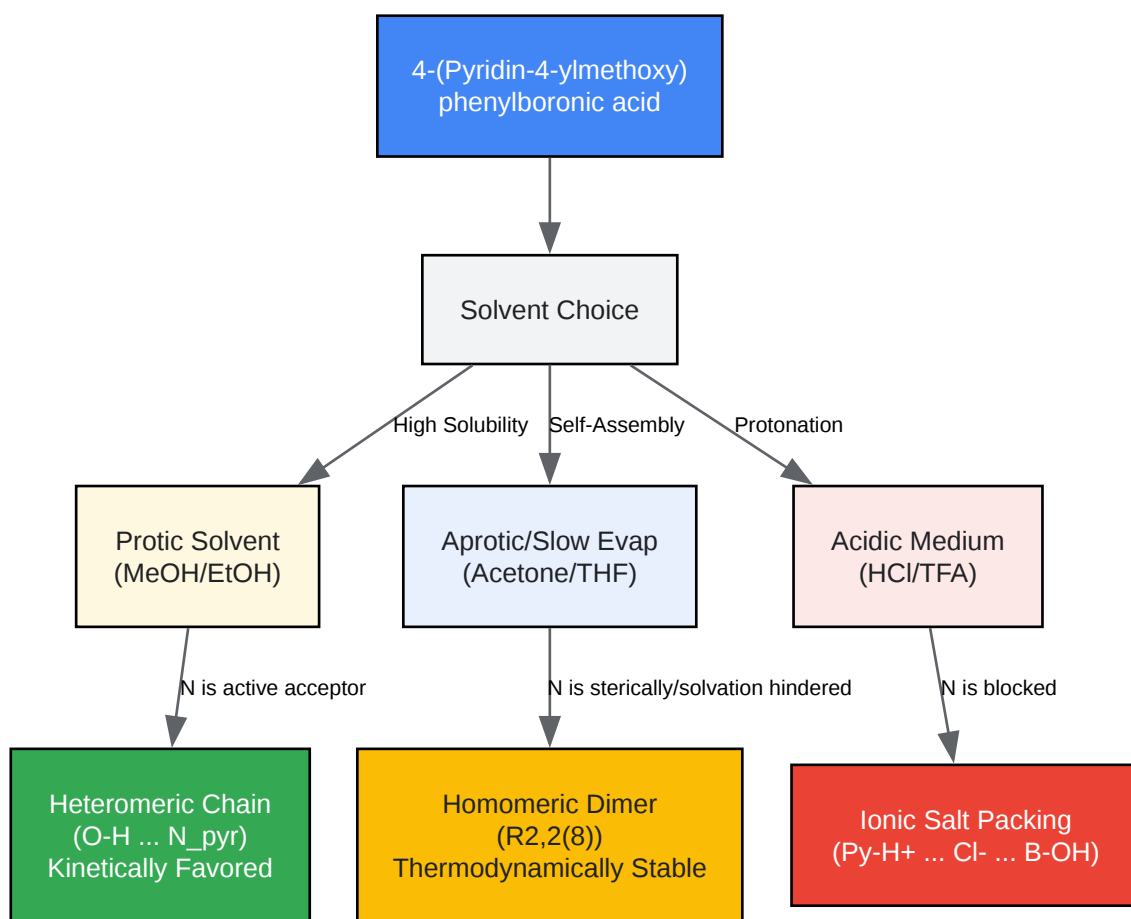 4-(Pyridin-4-ylmethoxy)
phenylboronic acid
Solvent Choice
High Solubility
Self-Assembly
Protonation
Protic Solvent
(MeOH/EtOH)
Aprotic/Slow Evap
(Acetone/THF)
Acidic Medium
(HCl/TFA)
N is active acceptor
N is sterically/solvation hindered
N is blocked
Heteromeric Chain
(O-H ... N_pyr)
Kinetically Favored
Homomeric Dimer
(R2,2(8))
Thermodynamically Stable
Ionic Salt Packing
(Py-H+ ... Cl- ... B-OH)